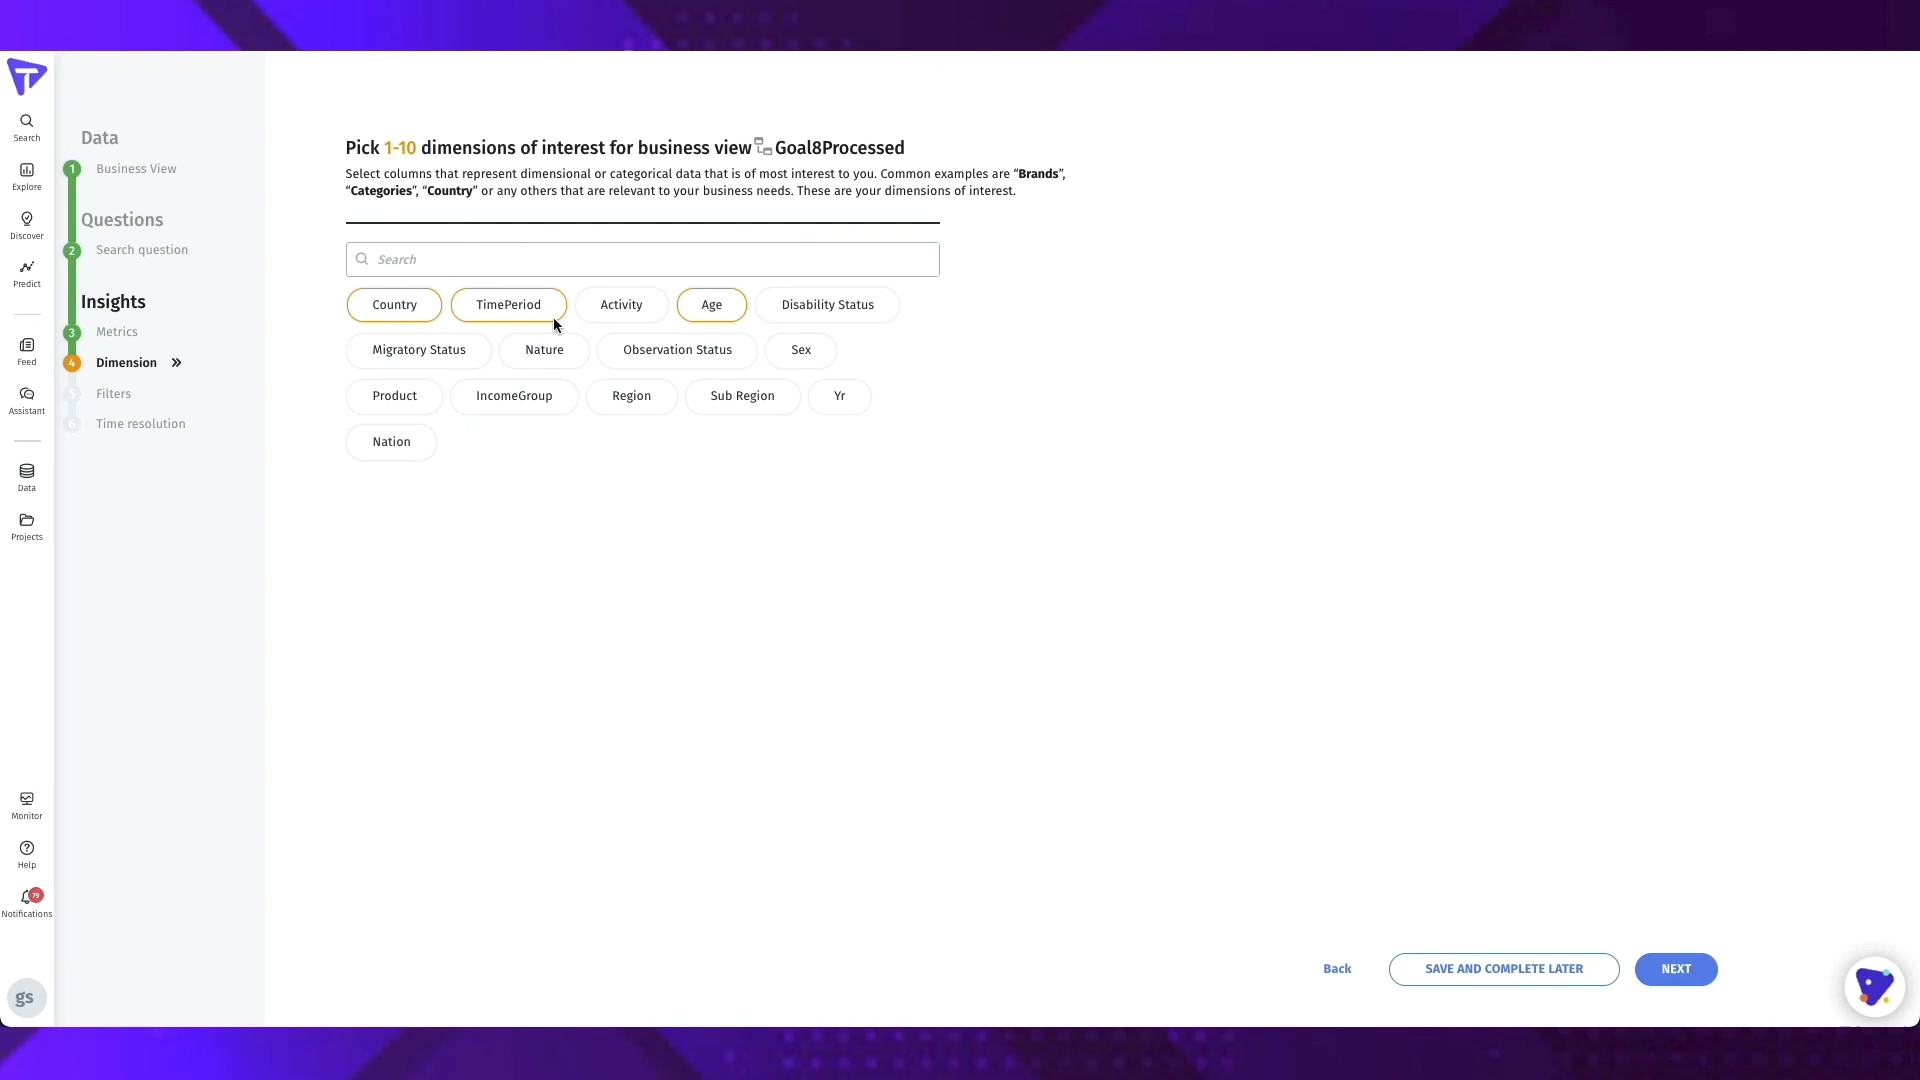 T
Search
Explore
Discover
Predict
Feed
Assistant
Data
Projects
Monitor
Help
79
Notifications
gs
Data
1 Business View
Questions
2 Search question
Insights
3 Metrics
4 Dimension »
5 Filters
6 Time resolution
Pick 1-10 dimensions of interest for business view Goal8Processed
Select columns that represent dimensional or categorical data that is of most interest to you. Common examples are “Brands”,
“Categories”, “Country” or any others that are relevant to your business needs. These are your dimensions of interest.
Search
Country TimePeriod Activity Age Disability Status
Migratory Status Nature Observation Status Sex
Product IncomeGroup Region Sub Region Yr
Nation
Back SAVE AND COMPLETE LATER NEXT